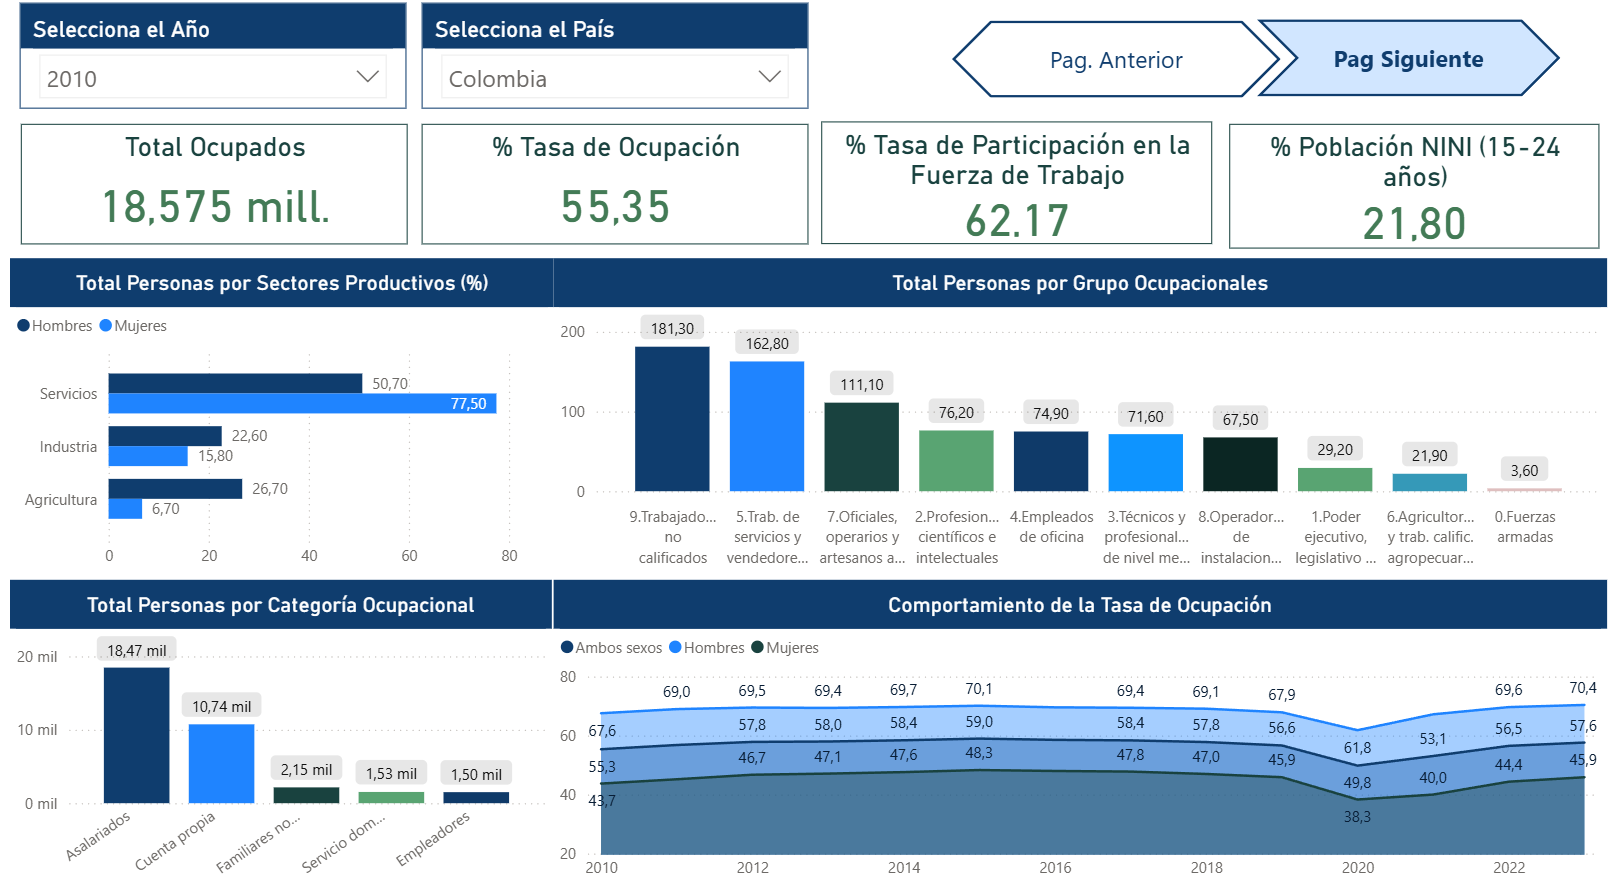 Selecciona el Año
2010
Selecciona el País
Colombia
Pag. Anterior
Pag Siguiente
Total Ocupados
18,575 mill.
% Tasa de Ocupación
55,35
% Tasa de Participación en la
Fuerza de Trabajo
62.17
% Población NINI (15-24
años)
21,80
Total Personas por Sectores Productivos (%)
Hombres
Mujeres
Servicios
50,70
77,50
Industria
22,60
15,80
Agricultura
26,70
6,70
0
20
40
60
80
Total Personas por Grupo Ocupacionales
200
100
0
181,30
162,80
111,10
76,20
74,90
71,60
67,50
29,20
21,90
3,60
9.Trabajado...
no
calificados
5.Trab. de
servicios y
vendedore...
7.Oficiales,
operarios y
artesanos a...
2.Profesion...
científicos e
intelectuales
4.Empleados
de oficina
3.Técnicos y
profesional...
de nivel me...
8.Operador...
de
instalacion...
1.Poder
ejecutivo,
legislativo ...
6.Agricultor...
y trab. calific.
agropecuar...
0.Fuerzas
armadas
Total Personas por Categoría Ocupacional
20 mil
10 mil
0 mil
18,47 mil
10,74 mil
2,15 mil
1,53 mil
1,50 mil
Asalariados
Cuenta propia
Familiares no...
Servicio dom...
Empleadores
Comportamiento de la Tasa de Ocupación
Ambos sexos
Hombres
Mujeres
80
60
40
20
67,6
69,0
69,5
69,4
69,7
70,1
69,4
69,1
67,9
61,8
69,6
70,4
55,3
57,8
58,0
58,4
59,0
58,4
57,8
56,6
49,8
53,1
56,5
57,6
43,7
46,7
47,1
47,6
48,3
47,8
47,0
45,9
38,3
40,0
44,4
45,9
2010
2012
2014
2016
2018
2020
2022